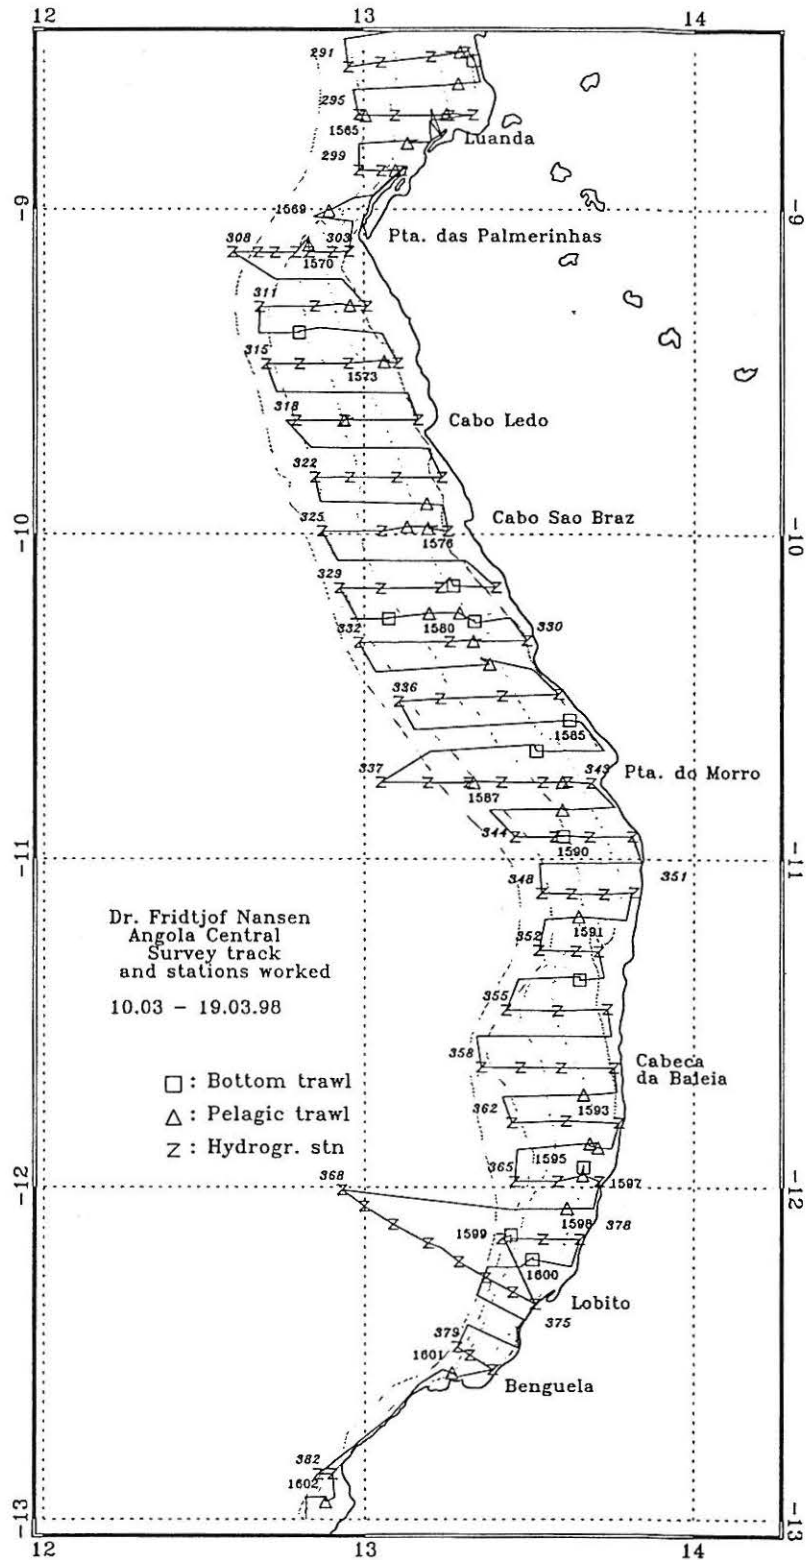 12 13 14
291
295
1565
Luanda
299
-9 -9
1569
308 303
Pta. das Palmerinhas
1570
311
315
1573
318
Cabo Ledo
322
325
Cabo Sao Braz
1576
-10 -10
329
332 1580 330
336
1585
337 343
Pta. do Morro
1587
344
1590
-11 -11
348 351
Dr. Fridtjof Nansen
Angola Central
Survey track
and stations worked
10.03 - 19.03.98
1591
352
355
358
Cabeca
da Baleia
□ : Bottom trawl
△ : Pelagic trawl
Z : Hydrogr. stn
362 1593
1595
365 1597
368
-12 -12
1598 378
1599
1600
Lobito
375
379
1601
Benguela
382
1602
-13 -13
12 13 14